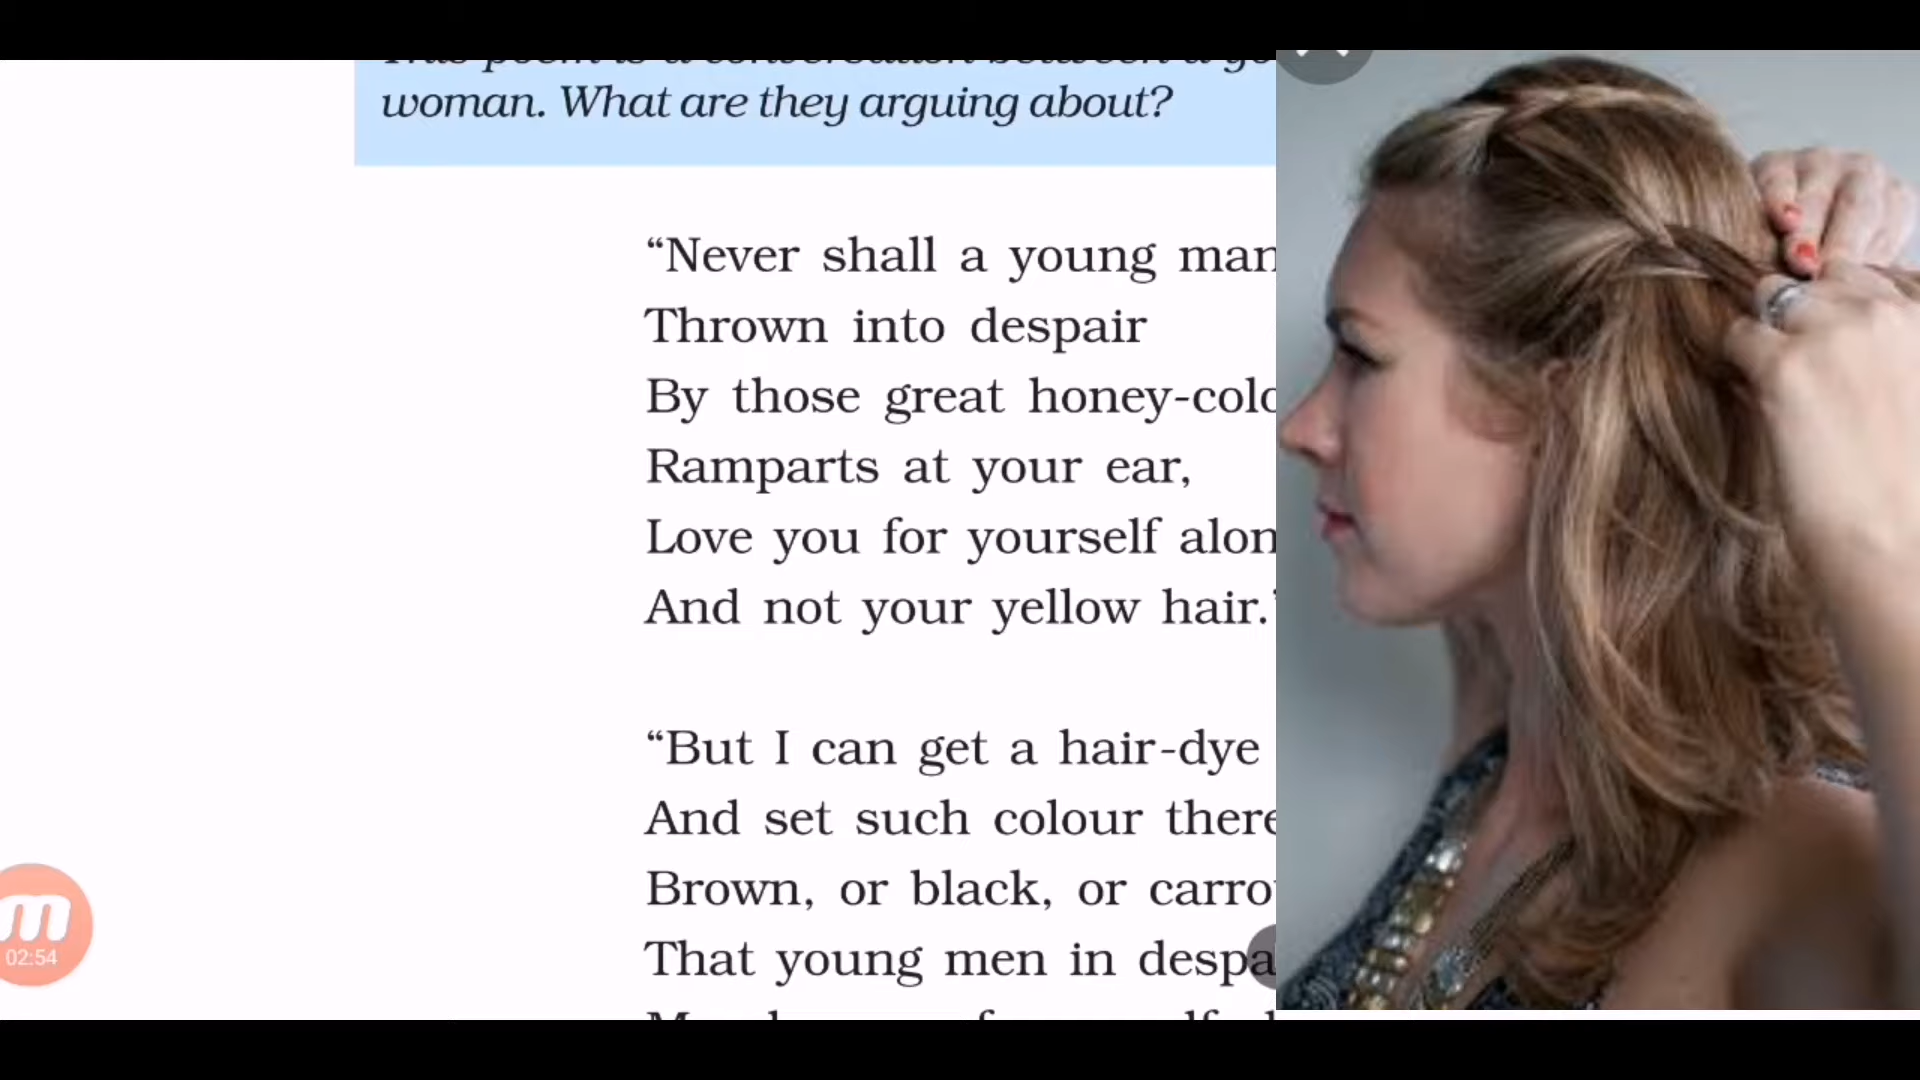 woman. What are they arguing about?
“Never shall a young man
Thrown into despair
By those great honey-colo
Ramparts at your ear,
Love you for yourself alon
And not your yellow hair.”
“But I can get a hair-dye
And set such colour there
Brown, or black, or carro
That young men in despa
02:54